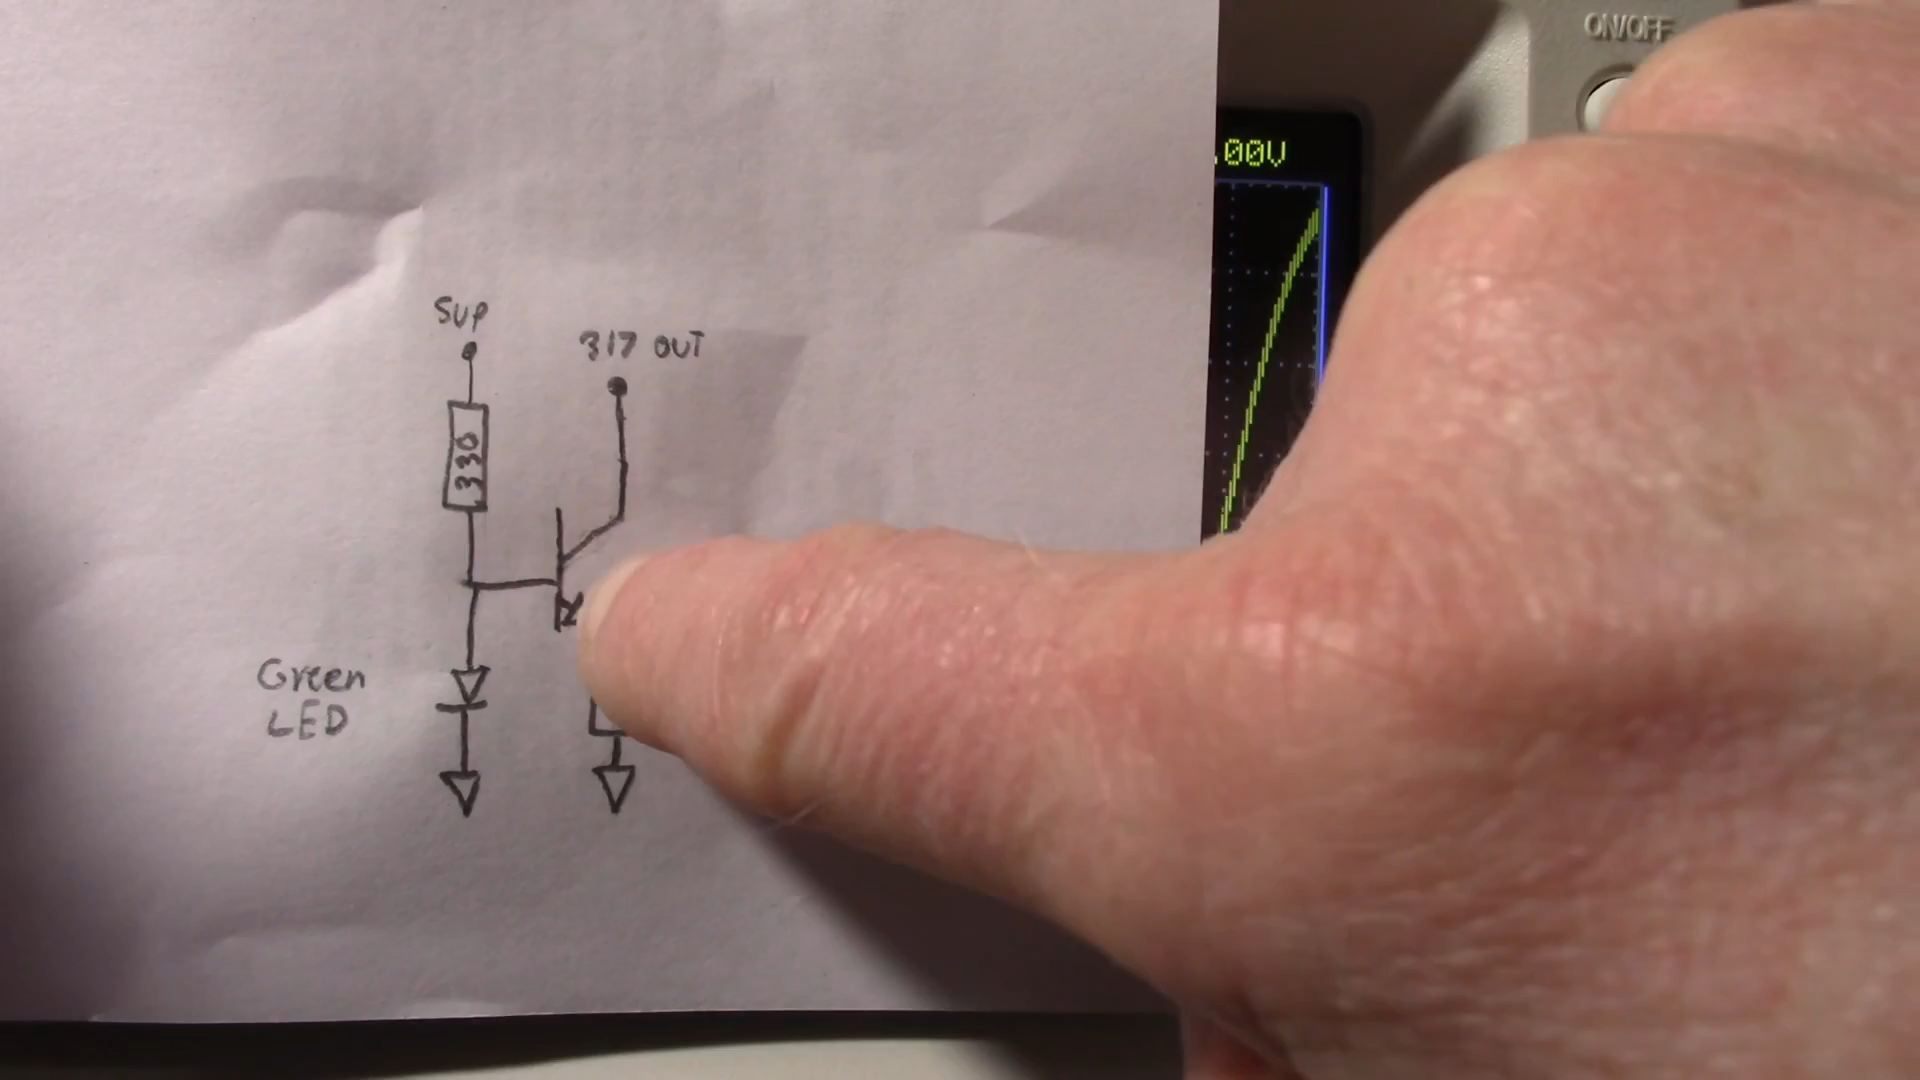 ON/OFF
.00V
Sup
317 OUT
330
Green
LED